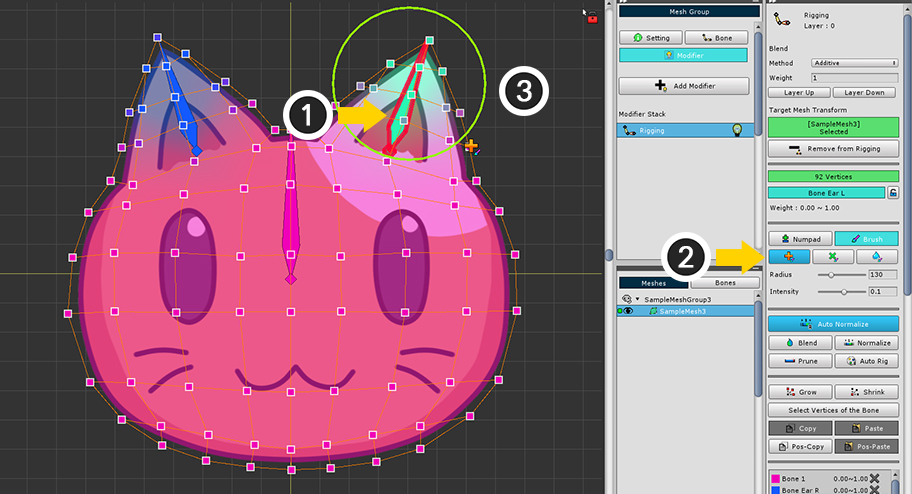 1
2
3
Mesh Group
Setting
Bone
Modifier
Add Modifier
Modifier Stack
Rigging
Meshes
Bones
SampleMeshGroup3
SampleMesh3
Rigging
Layer : 0
Blend
Method
Additive
Weight
1
Layer Up
Layer Down
Target Mesh Transform
[SampleMesh3]
Selected
Remove from Rigging
92 Vertices
Bone Ear L
Weight : 0.00 ~ 1.00
Numpad
Brush
Radius
130
Intensity
0.1
Auto Normalize
Blend
Normalize
Prune
Auto Rig
Grow
Shrink
Select Vertices of the Bone
Copy
Paste
Pos-Copy
Pos-Paste
Bone 1
0.00~1.00
Bone Ear R
0.00~1.00